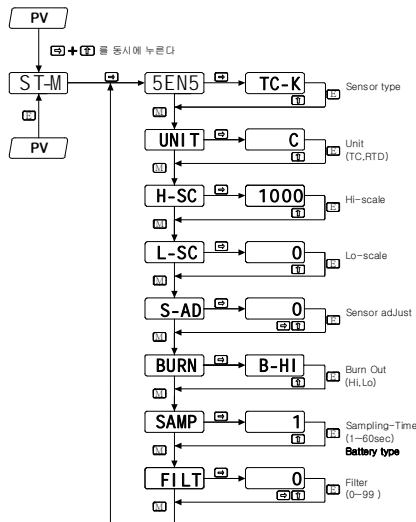 PV
⇨ + ⇧ 를 동시에 누른다
ST-M ⇨ 5EN5 ⇨ TC-K E Sensor type
⇧
E M
UNIT ⇨ C E Unit
(TC,RTD)
⇧
PV M
H-SC ⇨ 1000 E Hi-scale
⇧
M
L-SC ⇨ 0 E Lo-scale
⇧
M
S-AD ⇨ 0 E Sensor adJust
⇨ ⇧
M
BURN ⇨ B-HI E Burn Out
(Hi,Lo)
⇧
M
SAMP ⇨ 1 E Sampling-Time
(1-60sec)
⇧
Battery type
M
FILT ⇨ 0 E Filter
(0-99 )
⇨ ⇧
M